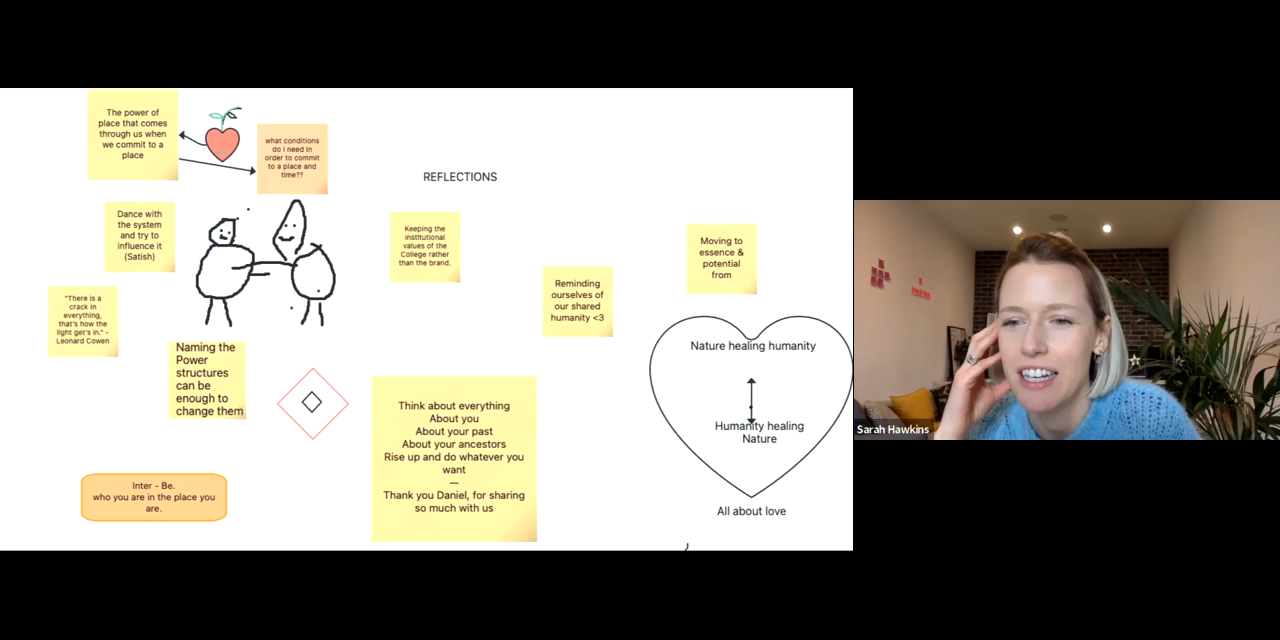 The power of
place that comes
through us when
we commit to a
place
what conditions
do I need in
order to commit
to a place and
time??
REFLECTIONS
Dance with
the system
and try to
influence it
(Satish)
Keeping the
institutional
values of the
College rather
than the brand.
Moving to
essence &
potential
from
Reminding
ourselves of
our shared
humanity <3
"There is a
crack in
everything,
that's how the
light get's in." -
Leonard Cowen
Naming the
Power
structures
can be
enough to
change them
Nature healing humanity
Humanity healing
Nature
All about love
Think about everything
About you
About your past
About your ancestors
Rise up and do whatever you
want
—
Thank you Daniel, for sharing
so much with us
Inter - Be.
who you are in the place you
are.
Sarah Hawkins